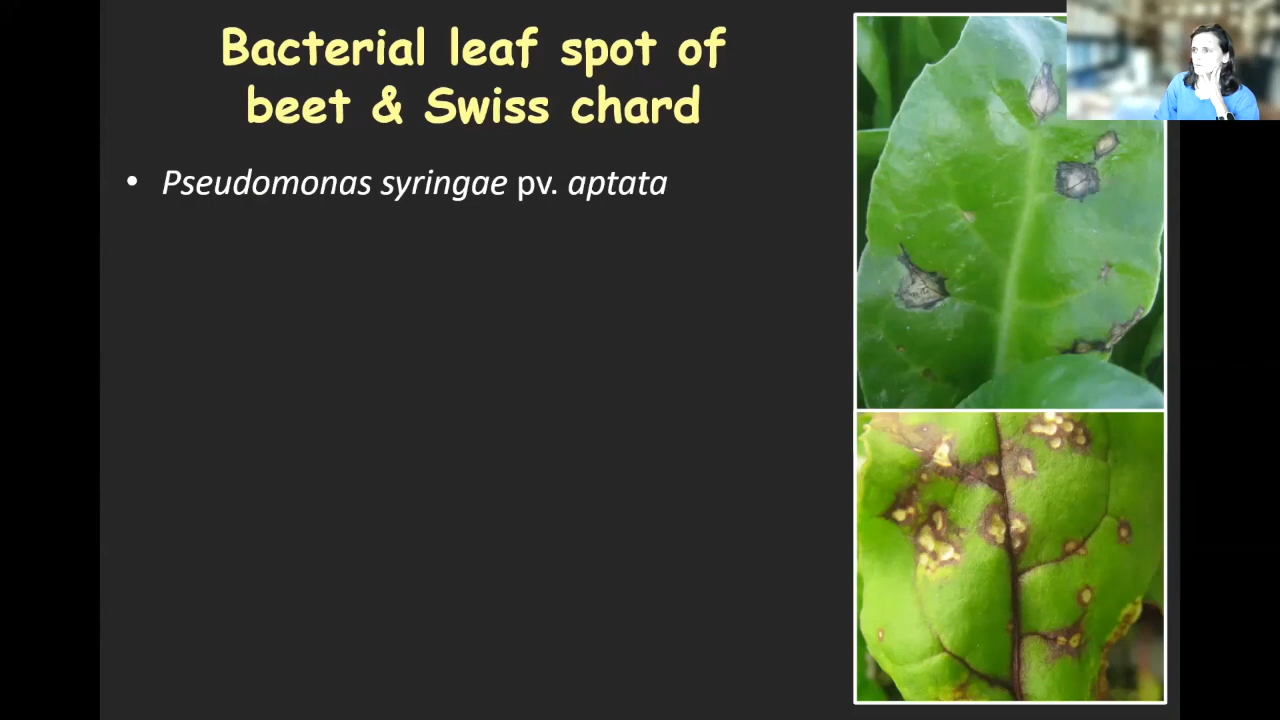 Bacterial leaf spot of
beet & Swiss chard
• Pseudomonas syringae pv. aptata